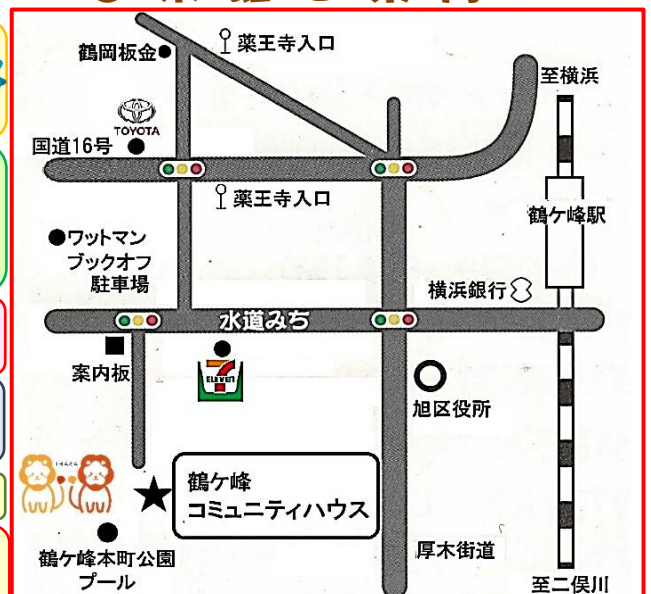 鶴岡板金
薬王寺入口
至横浜
TOYOTA
国道16号
薬王寺入口
鶴ケ峰駅
ワットマン
ブックオフ
駐車場
横浜銀行
水道みち
案内板
7
ELEVEn
旭区役所
鶴ケ峰
コミュニティハウス
鶴ケ峰本町公園
プール
厚木街道
至二俣川